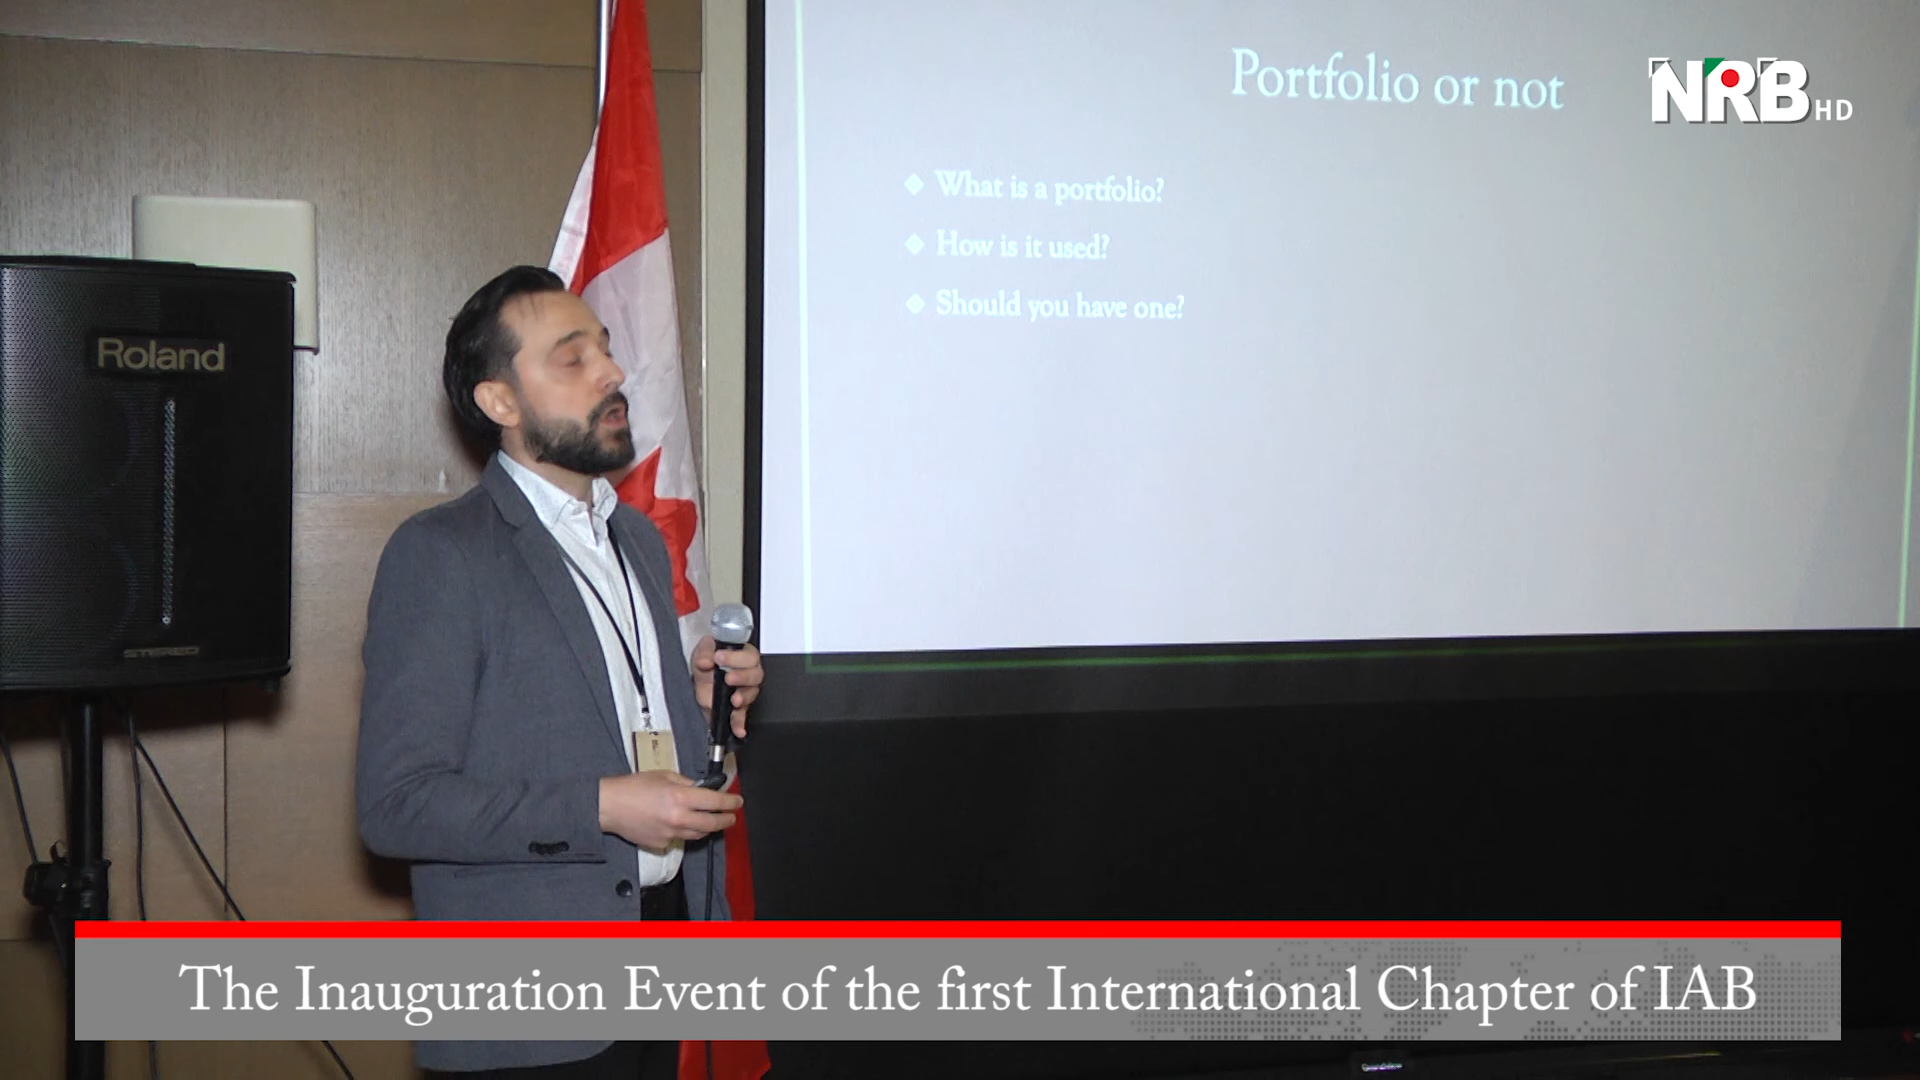 Portfolio or not
NRB HD
What is a portfolio?
How is it used?
Should you have one?
Roland
STEREO
The Inauguration Event of the first International Chapter of IAB